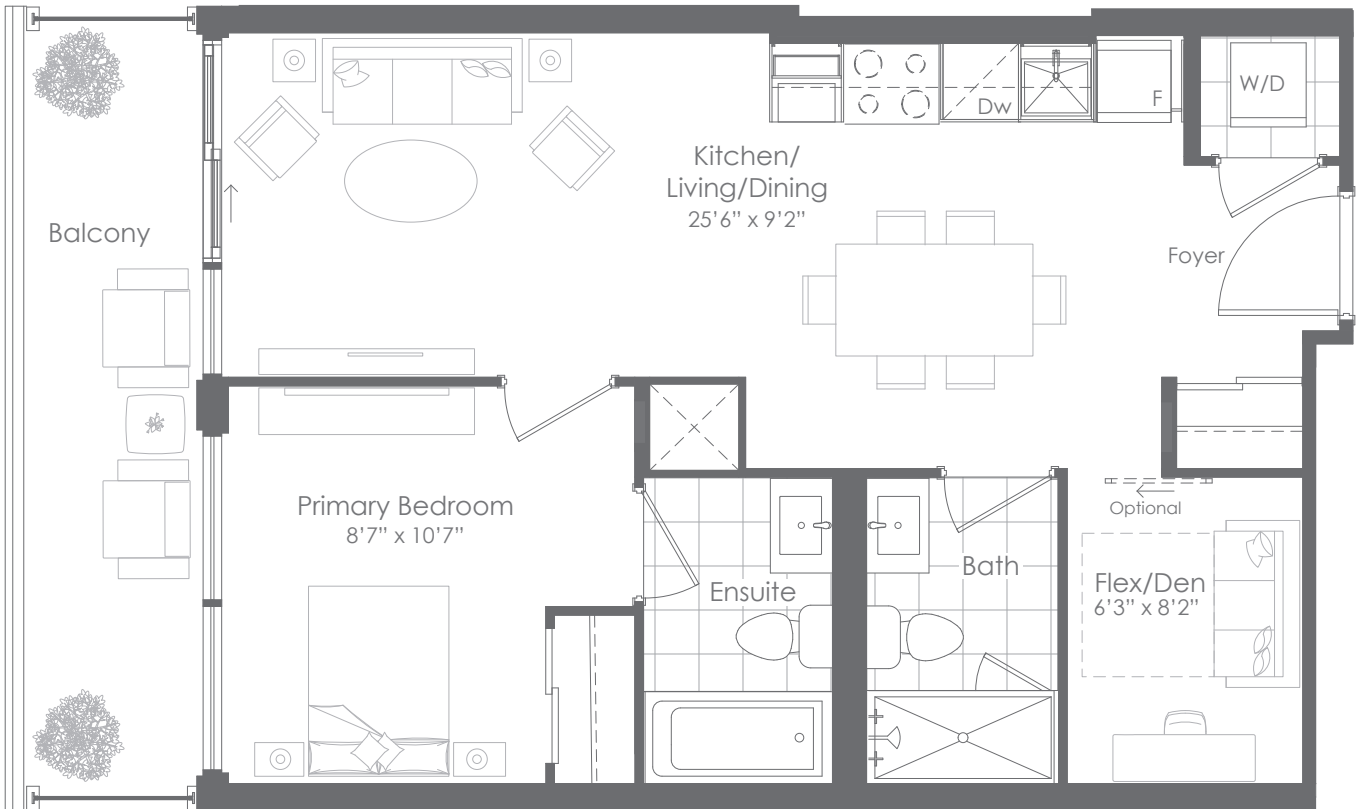 W/D
Dw
F
Kitchen/
Living/Dining
25’6” x 9’2”
Balcony
Foyer
Primary Bedroom
8’7” x 10’7”
Optional
Bath
Ensuite
Flex/Den
6’3” x 8’2”